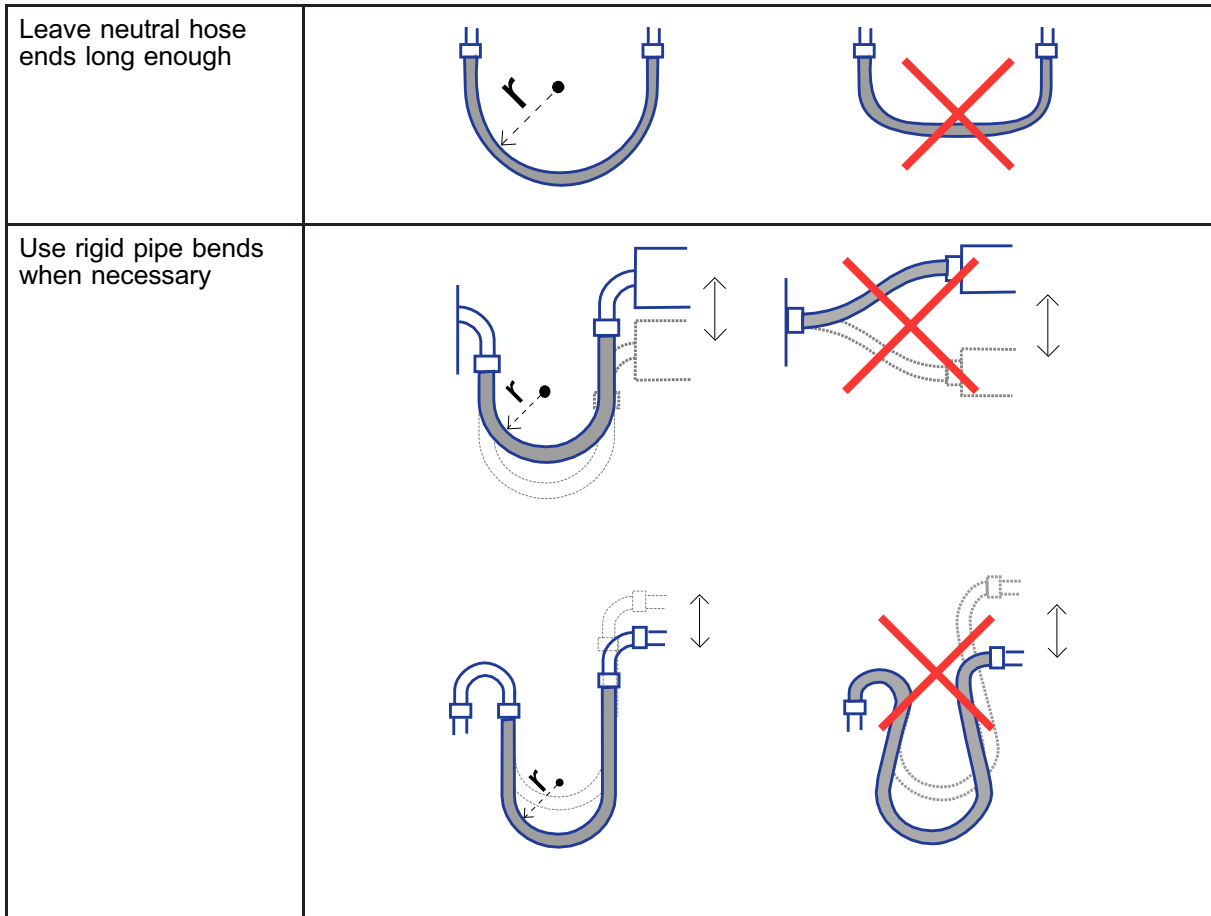 Leave neutral hose
ends long enough
r
Use rigid pipe bends
when necessary
r
r